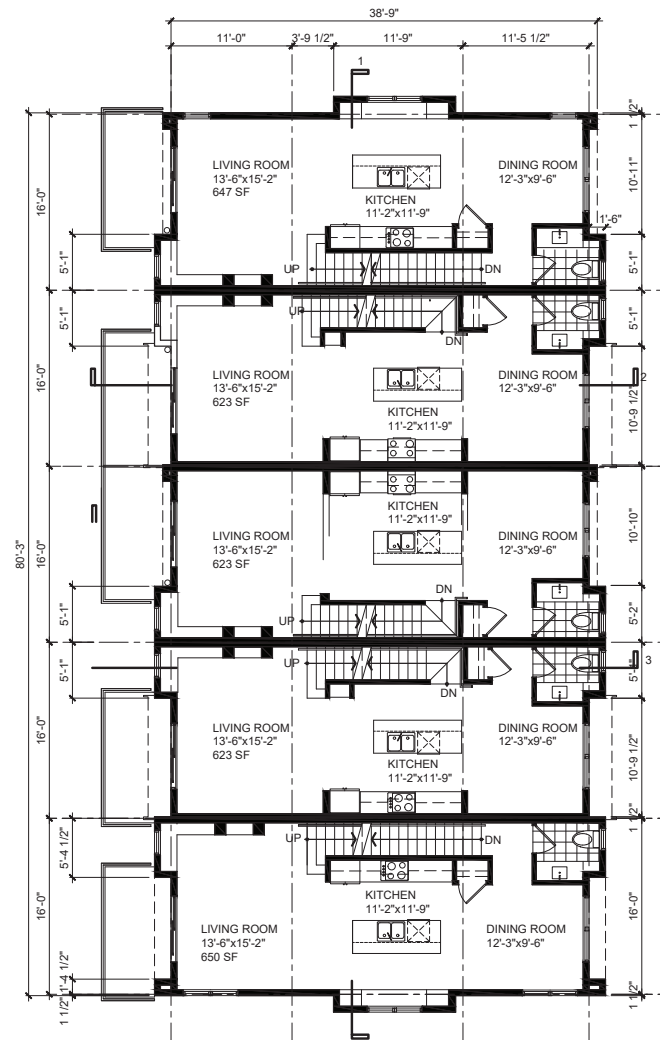 38'-9"
11'-0"
3'-9 1/2"
11'-9"
11'-5 1/2"
1
1 1/2"
16'-0"
10'-11"
LIVING ROOM
13'-6"x15'-2"
647 SF
DINING ROOM
12'-3"x9'-6"
KITCHEN
11'-2"x11'-9"
1'-6"
5'-1"
5'-1"
UP
DN
5'-1"
5'-1"
UP
DN
16'-0"
LIVING ROOM
13'-6"x15'-2"
623 SF
DINING ROOM
12'-3"x9'-6"
2
10'-9 1/2"
KITCHEN
11'-2"x11'-9"
80'-3"
16'-0"
KITCHEN
11'-2"x11'-9"
LIVING ROOM
13'-6"x15'-2"
623 SF
DINING ROOM
12'-3"x9'-6"
10'-10"
5'-1"
5'-2"
DN
UP
5'-1"
UP
DN
3
16'-0"
LIVING ROOM
13'-6"x15'-2"
623 SF
DINING ROOM
12'-3"x9'-6"
10'-9 1/2"
KITCHEN
11'-2"x11'-9"
1 1/2"
5'-4 1/2"
UP
DN
16'-0"
KITCHEN
11'-2"x11'-9"
LIVING ROOM
13'-6"x15'-2"
650 SF
DINING ROOM
12'-3"x9'-6"
16'-0"
1'-4 1/2"
1 1/2"